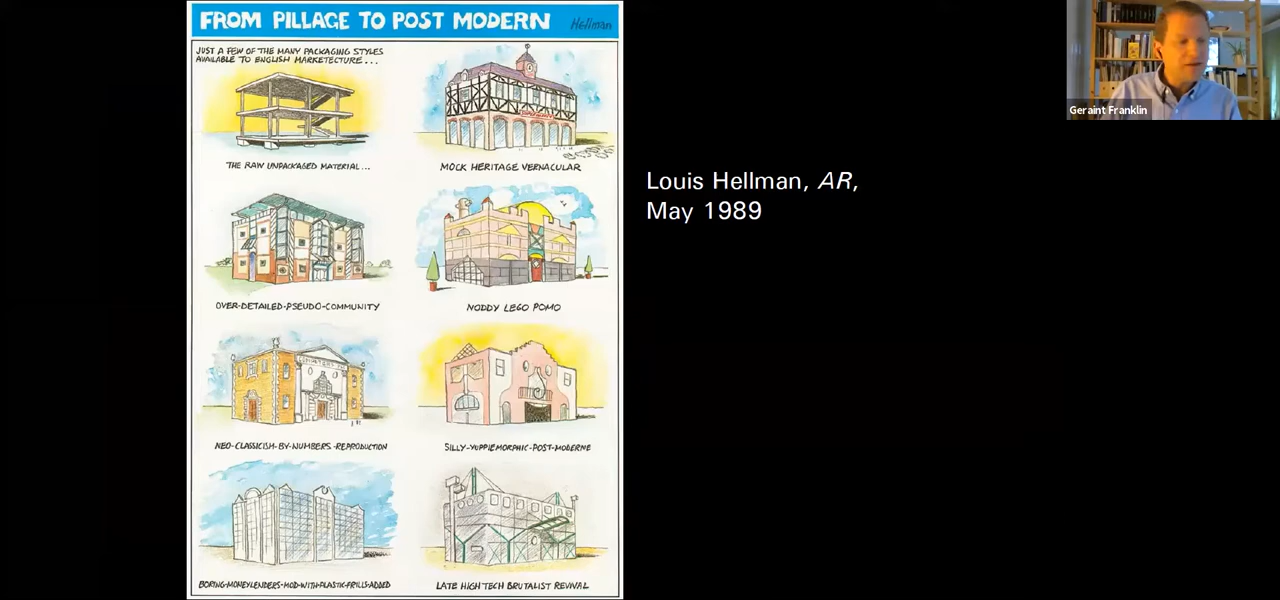 FROM PILLAGE TO POST MODERN
Hellman
JUST A FEW OF THE MANY PACKAGING STYLES
AVAILABLE TO ENGLISH MARKETECTURE...
THE RAW UNPACKAGED MATERIAL...
MOCK HERITAGE VERNACULAR
OVER-DETAILED-PSEUDO-COMMUNITY
NODDY LEGO POMO
NEO-CLASSICISM-BY-NUMBERS-REPRODUCTION
SILLY-YUPPIEMORPHIC-POST-MODERNE
BORING-MONEYLENDERS-MOD-WITH-PLASTIC-FRILLS-ADDED
LATE HIGH TECH BRUTALIST REVIVAL
Louis Hellman, AR,
May 1989
Geraint Franklin